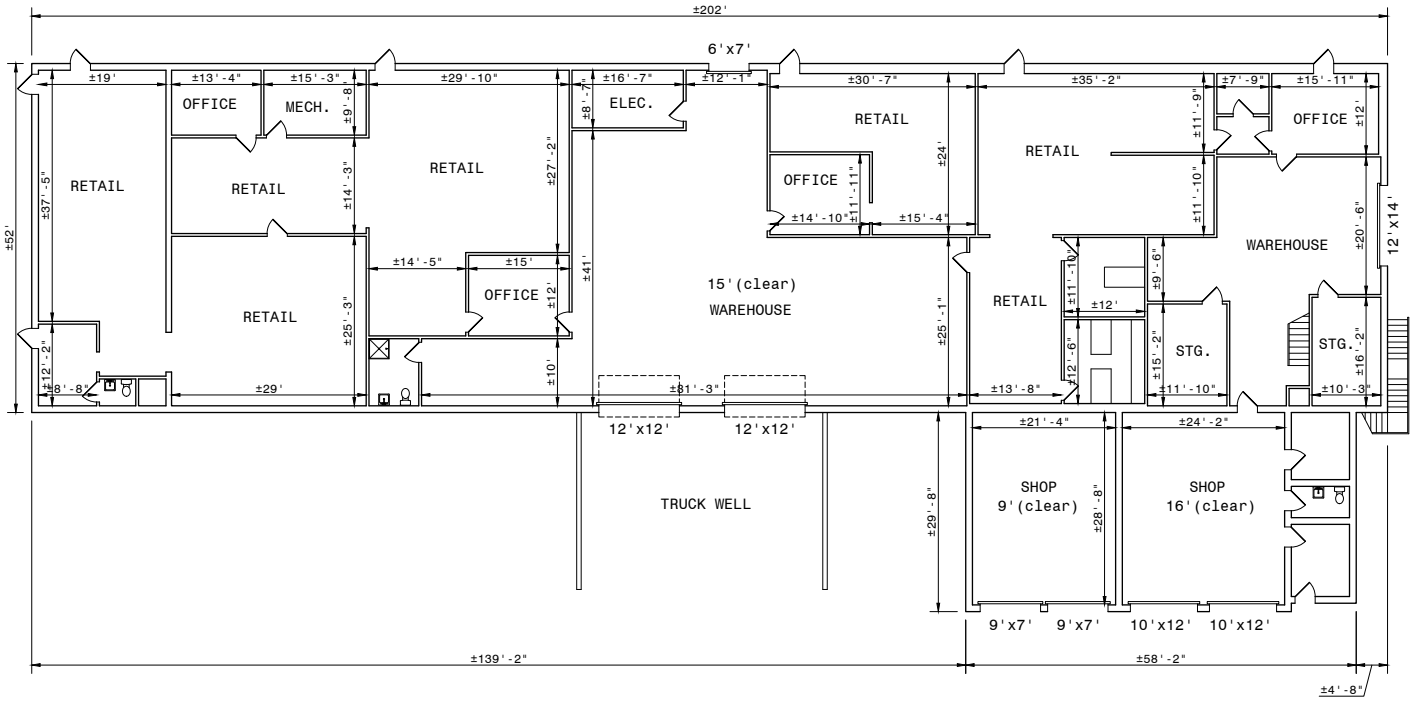 ±202'
6'x7'
±19'
±13'-4"
±15'-3"
±29'-10"
±16'-7"
±12'-1"
±30'-7"
±35'-2"
±7'-9"
±15'-11"
OFFICE
MECH.
±9'-8"
±8'-7"
ELEC.
RETAIL
±24'
±11'-9"
OFFICE
±12'
RETAIL
±37'-5"
RETAIL
±14'-3"
RETAIL
±27'-2"
OFFICE
±11'-11"
RETAIL
±11'-10"
±20'-6"
12'x14'
±52'
±14'-10"
±15'-4"
WAREHOUSE
±41'
±14'-5"
±15'
OFFICE
±12'
15'(clear)
WAREHOUSE
±11'-10"
±9'-6"
RETAIL
±12'
RETAIL
±25'-3"
±25'-1"
±12'-2"
±10'
±12'-6"
STG.
±15'-2"
STG.
±16'-2"
±8'-8"
±29'
±81'-3"
±13'-8"
±11'-10"
±10'-3"
12'x12'
12'x12'
±21'-4"
±24'-2"
TRUCK WELL
±29'-8"
SHOP
9'(clear)
±28'-8"
SHOP
16'(clear)
9'x7'
9'x7'
10'x12'
10'x12'
±139'-2"
±58'-2"
±4'-8"